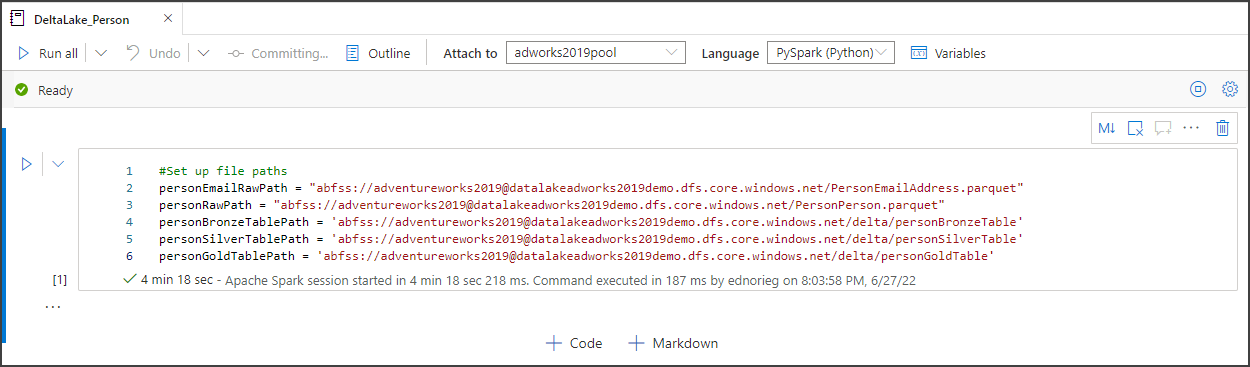 DeltaLake_Person
Run all Undo Committing... Outline Attach to adworks2019pool Language PySpark (Python) Variables
Ready
M↓ ...
1 #Set up file paths
2 personEmailRawPath = "abfss://adventureworks2019@datalakeadworks2019demo.dfs.core.windows.net/PersonEmailAddress.parquet"
3 personRawPath = "abfss://adventureworks2019@datalakeadworks2019demo.dfs.core.windows.net/PersonPerson.parquet"
4 personBronzeTablePath = 'abfss://adventureworks2019@datalakeadworks2019demo.dfs.core.windows.net/delta/personBronzeTable'
5 personSilverTablePath = 'abfss://adventureworks2019@datalakeadworks2019demo.dfs.core.windows.net/delta/personSilverTable'
6 personGoldTablePath = 'abfss://adventureworks2019@datalakeadworks2019demo.dfs.core.windows.net/delta/personGoldTable'
[1] 4 min 18 sec - Apache Spark session started in 4 min 18 sec 218 ms. Command executed in 187 ms by ednorieg on 8:03:58 PM, 6/27/22
...
+ Code + Markdown